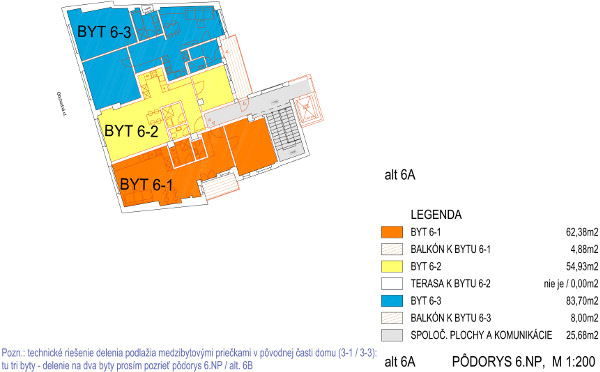 BYT 6-3
BYT 6-2
BYT 6-1
alt 6A
LEGENDA
BYT 6-1 62,38m2
BALKÓN K BYTU 6-1 4,88m2
BYT 6-2 54,93m2
TERASA K BYTU 6-2 nie je / 0,00m2
BYT 6-3 83,70m2
BALKÓN K BYTU 6-3 8,00m2
SPOLOČ. PLOCHY A KOMUNIKÁCIE 25,68m2
Pozn.: technické riešenie delenia podlažia medzibytovými priečkami v pôvodnej časti domu (3-1 / 3-3):
tu tri byty - delenie na dva byty prosím pozrieť pôdorys 6.NP / alt. 6B
alt 6A PÔDORYS 6.NP, M 1:200